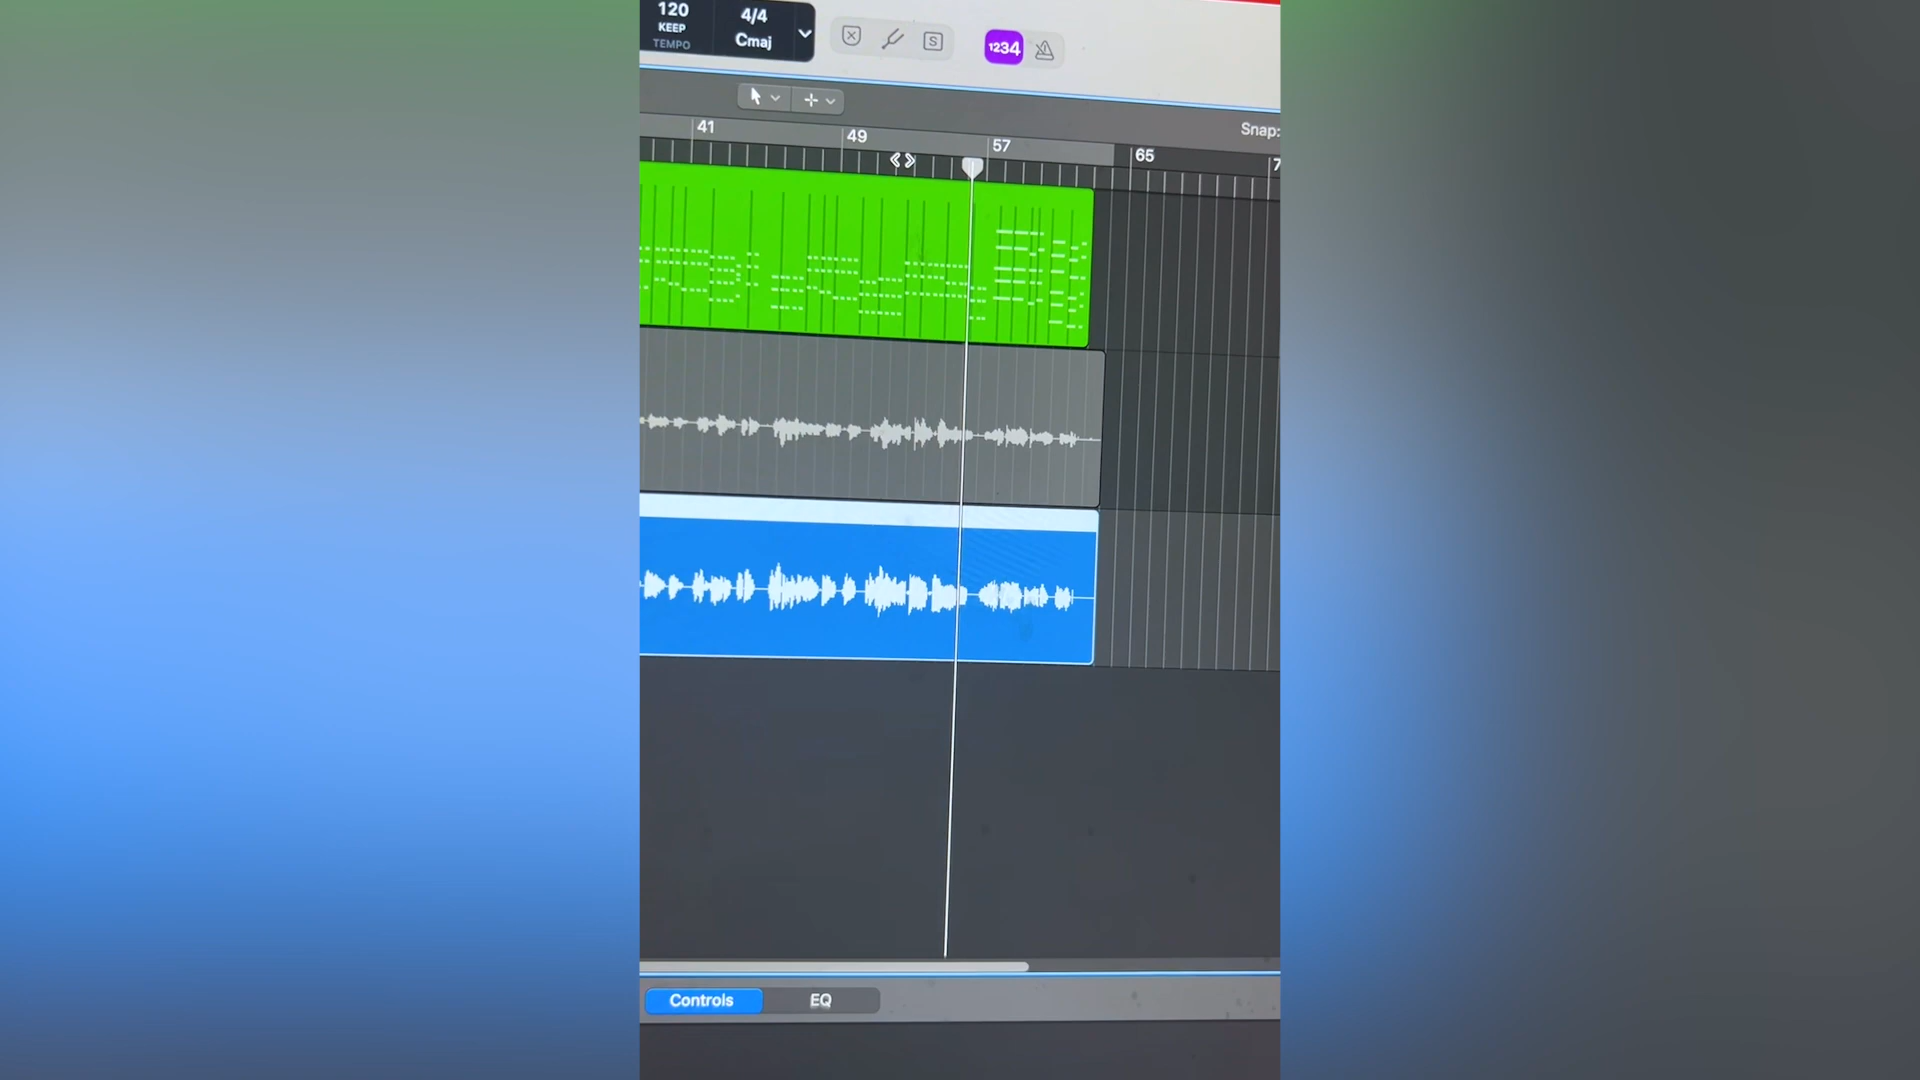 120
KEEP
TEMPO
4/4
Cmaj
S
1234
Snap:
41
49
57
65
7
Controls
EQ